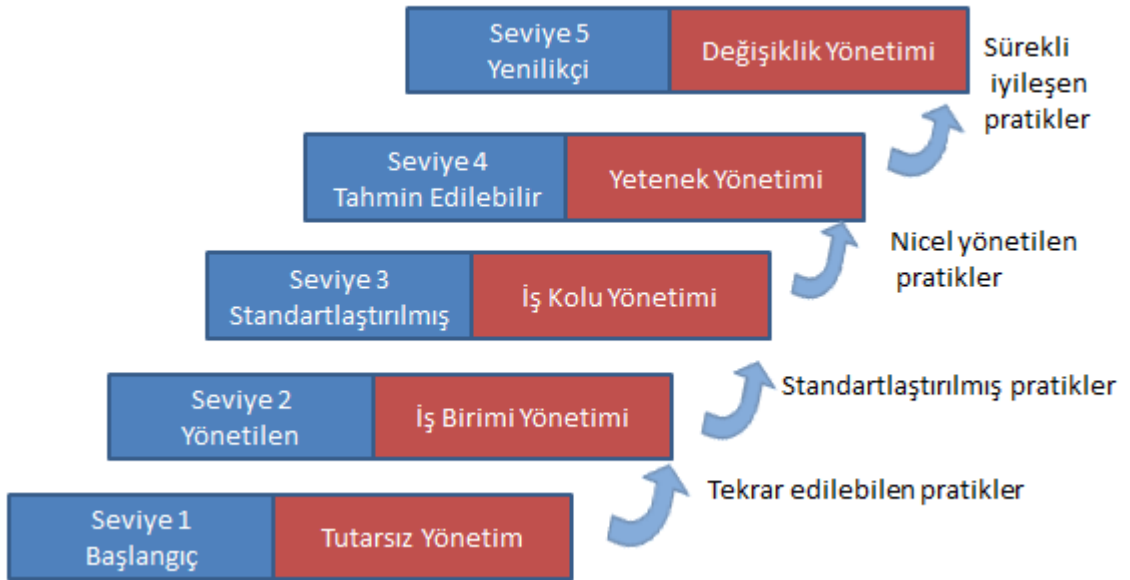 Seviye 5
Yenilikçi
Değişiklik Yönetimi
Sürekli
iyileşen
pratikler
Seviye 4
Tahmin Edilebilir
Yetenek Yönetimi
Nicel yönetilen
pratikler
Seviye 3
Standartlaştırılmış
İş Kolu Yönetimi
Standartlaştırılmış pratikler
Seviye 2
Yönetilen
İş Birimi Yönetimi
Tekrar edilebilen pratikler
Seviye 1
Başlangıç
Tutarsız Yönetim